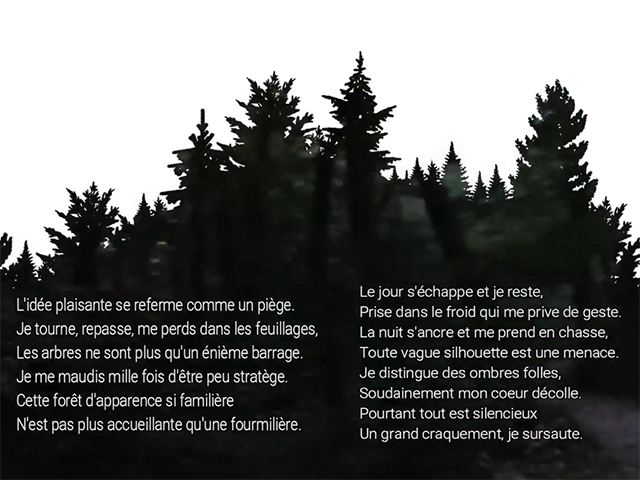 L'idée plaisante se referme comme un piège.
Je tourne, repasse, me perds dans les feuillages,
Les arbres ne sont plus qu'un énième barrage.
Je me maudis mille fois d'être peu stratège.
Cette forêt d'apparence si familière
N'est pas plus accueillante qu'une fourmilière.
Le jour s'échappe et je reste,
Prise dans le froid qui me prive de geste.
La nuit s'ancre et me prend en chasse,
Toute vague silhouette est une menace.
Je distingue des ombres folles,
Soudainement mon coeur décolle.
Pourtant tout est silencieux
Un grand craquement, je sursaute.